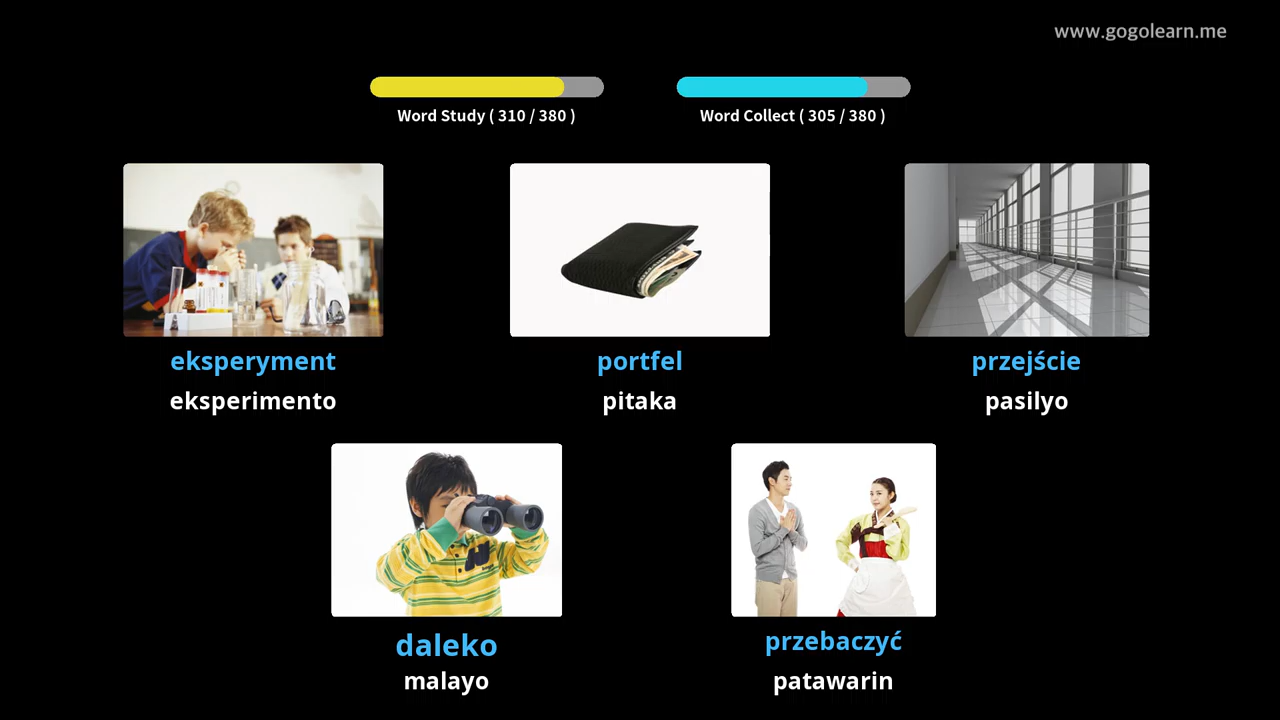 www.gogolearn.me
Word Study ( 310 / 380 )
Word Collect ( 305 / 380 )
eksperyment
eksperimento
portfel
pitaka
przejście
pasilyo
daleko
malayo
przebaczyć
patawarin